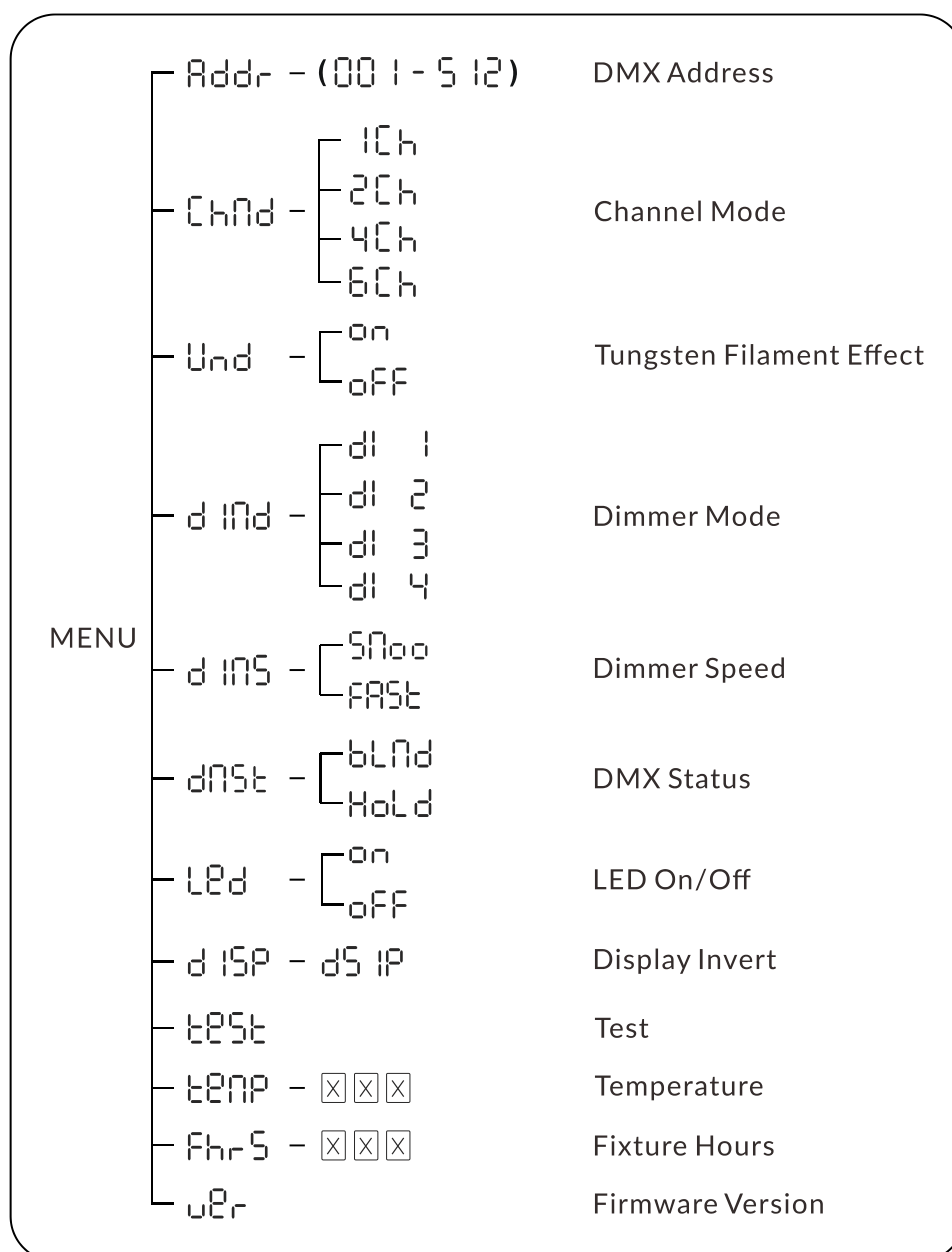 Addr - (001-512) DMX Address
1Ch
2Ch
ChMd - Channel Mode
4Ch
6Ch
on
Und - Tungsten Filament Effect
oFF
dI 1
dI 2
dIMd - Dimmer Mode
dI 3
dI 4
MENU
SMoo
dIMS - Dimmer Speed
FASt
bLMd
dMSt - DMX Status
HoLd
on
Led - LED On/Off
oFF
dISP - dSIP Display Invert
teSt Test
teMP - XXX Temperature
FhrS - XXX Fixture Hours
ver Firmware Version